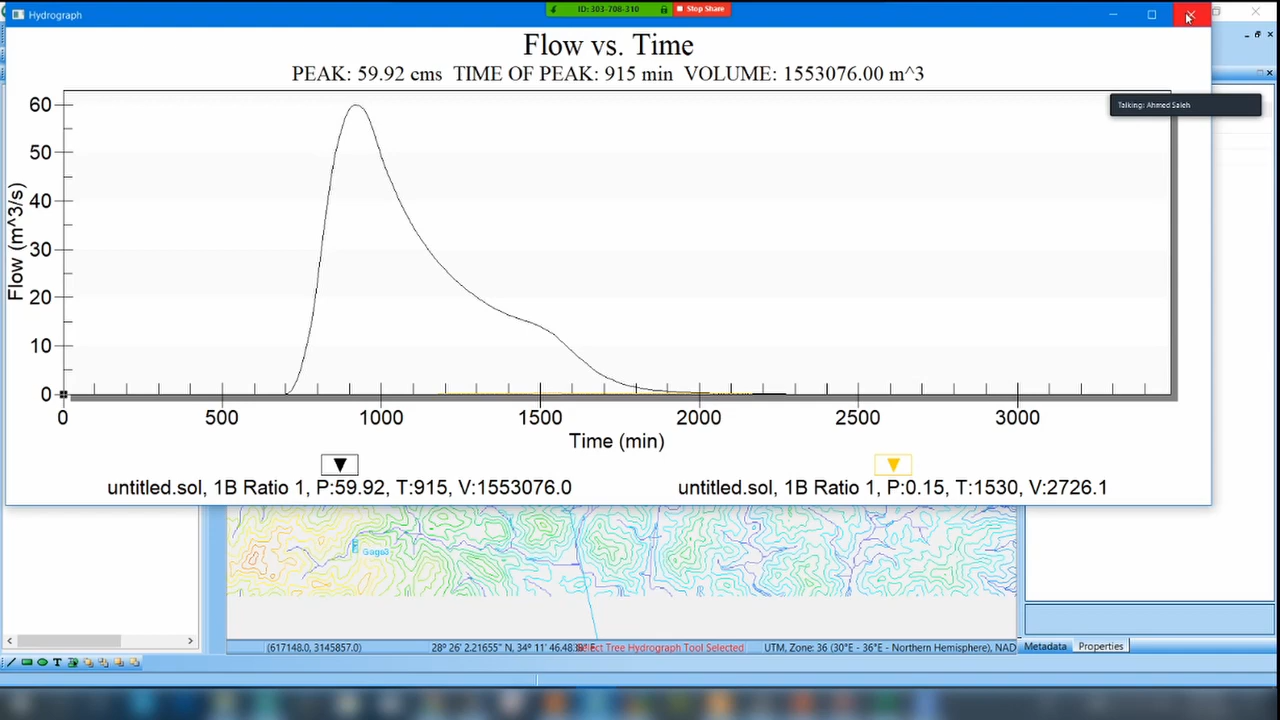 Hydrograph
ID: 303-708-310
Stop Share
Flow vs. Time
PEAK: 59.92 cms TIME OF PEAK: 915 min VOLUME: 1553076.00 m^3
Talking: Ahmed Saleh
Flow (m^3/s)
60
50
40
30
20
10
0
0 500 1000 1500 2000 2500 3000
Time (min)
untitled.sol, 1B Ratio 1, P:59.92, T:915, V:1553076.0
untitled.sol, 1B Ratio 1, P:0.15, T:1530, V:2726.1
Gage3
(617148.0, 3145857.0)
28° 26' 2.21655" N, 34° 11' 46.48
ect Tree Hydrograph Tool Selected
UTM, Zone: 36 (30°E - 36°E - Northern Hemisphere), NAD
Metadata
Properties